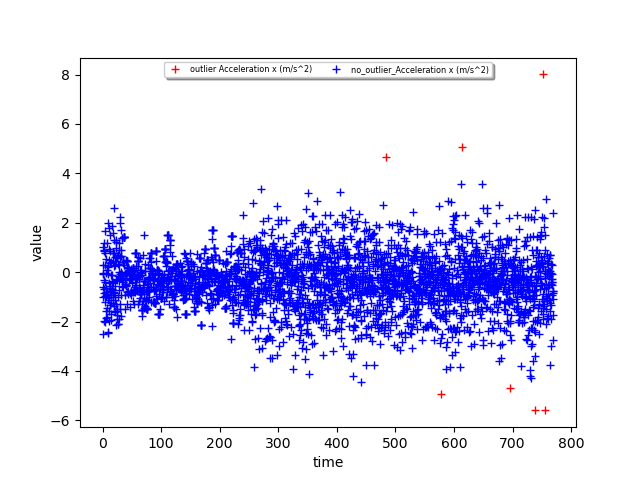 outlier Acceleration x (m/s^2) no_outlier_Acceleration x (m/s^2)
8
6
4
2
0
−2
−4
−6
value
0 100 200 300 400 500 600 700 800
time